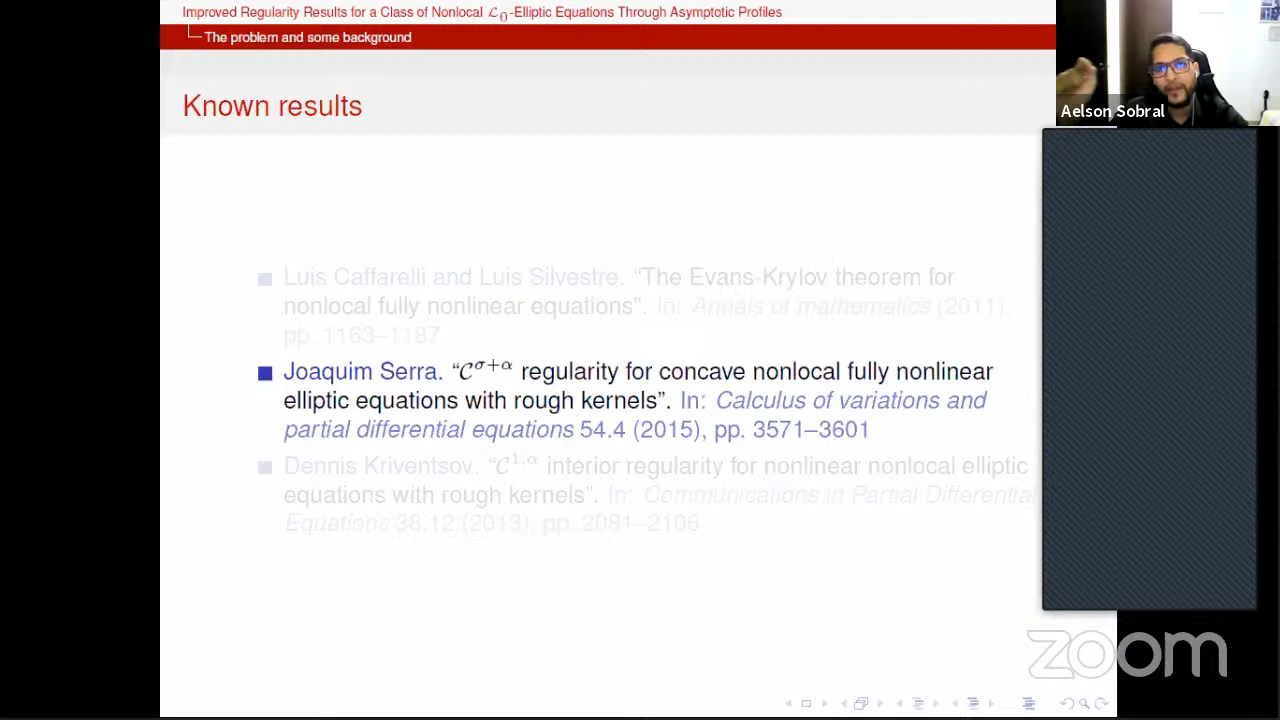 Improved Regularity Results for a Class of Nonlocal ℒ₀-Elliptic Equations Through Asymptotic Profiles
The problem and some background
Known results
Luis Caffarelli and Luis Silvestre. “The Evans-Krylov theorem for
nonlocal fully nonlinear equations”. In: Annals of mathematics (2011),
pp. 1163–1187
Joaquim Serra. “𝒞^{σ+α} regularity for concave nonlocal fully nonlinear
elliptic equations with rough kernels”. In: Calculus of variations and
partial differential equations 54.4 (2015), pp. 3571–3601
Dennis Kriventsov. “𝒞^{1,α} interior regularity for nonlinear nonlocal elliptic
equations with rough kernels”. In: Communications in Partial Differential
Equations 38.12 (2013), pp. 2081–2106
Aelson Sobral
zoom